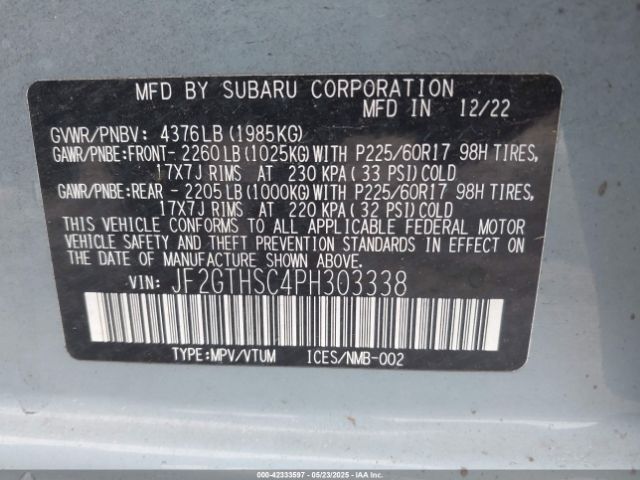 MFD BY SUBARU CORPORATION
MFD IN 12/22
GVWR/PNBV: 4376LB(1985KG)
GAWR/PNBE:FRONT- 2260LB(1025KG)WITH P225/60R17 98H TIRES,
17X7J RIMS AT 230 KPA( 33 PSI)COLD
GAWR/PNBE:REAR - 2205LB(1000KG)WITH P225/60R17 98H TIRES,
17X7J RIMS AT 220 KPA( 32 PSI)COLD
THIS VEHICLE CONFORMS TO ALL APPLICABLE FEDERAL MOTOR
VEHICLE SAFETY AND THEFT PREVENTION STANDARDS IN EFFECT ON
THE DATE OF MANUFACTURE SHOWN ABOVE.
VIN: JF2GTHSC4PH303338
TYPE:MPV/VTUM ICES/NMB-002
000-42333597 - 05/23/2025 - IAA, Inc.